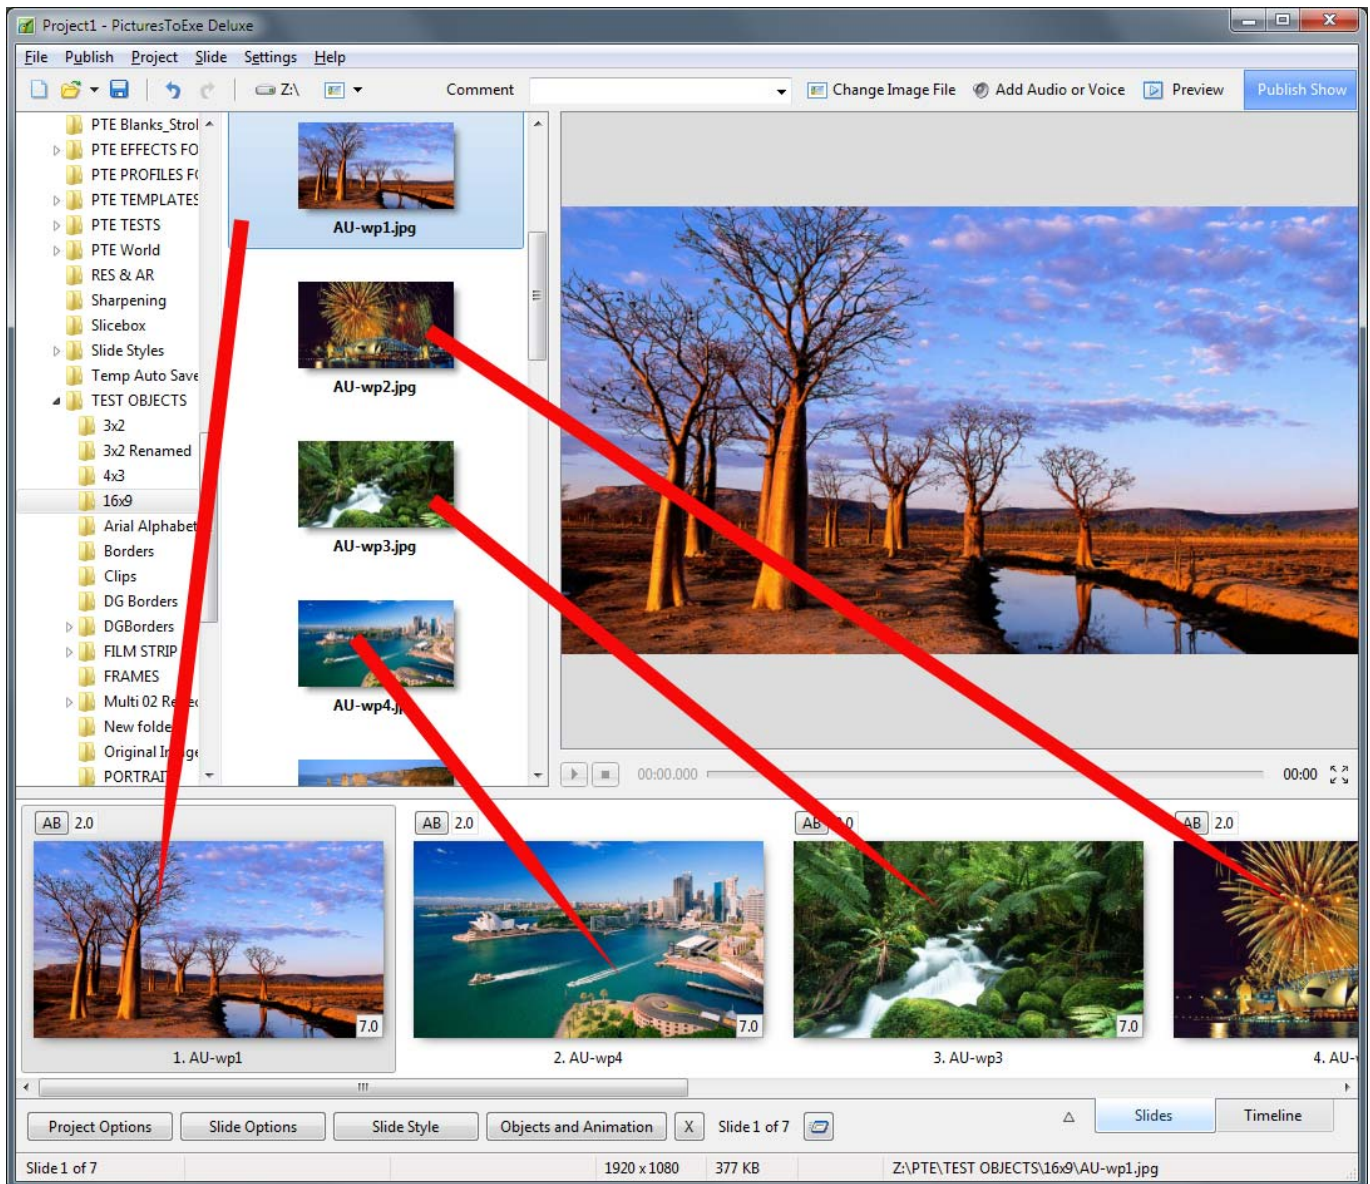 Project1 - PicturesToExe Deluxe
File Publish Project Slide Settings Help
Z:\ Comment Change Image File Add Audio or Voice Preview Publish Show
PTE Blanks_Strol
PTE EFFECTS FO
PTE PROFILES F
PTE TEMPLATES
PTE TESTS
PTE World
RES & AR
Sharpening
Slicebox
Slide Styles
Temp Auto Save
TEST OBJECTS
3x2
3x2 Renamed
4x3
16x9
Arial Alphabet
Borders
Clips
DG Borders
DGBorders
FILM STRIP
FRAMES
Multi 02
New folde
Original
PORTRAI
AU-wp1.jpg
AU-wp2.jpg
AU-wp3.jpg
AU-wp4.jp
00:00.000 00:00
AB 2.0 AB 2.0 AB AB 2.0
7.0 7.0 7.0
1. AU-wp1 2. AU-wp4 3. AU-wp3 4. AU-
Project Options Slide Options Slide Style Objects and Animation X Slide 1 of 7 Slides Timeline
Slide 1 of 7 1920 x 1080 377 KB Z:\PTE\TEST OBJECTS\16x9\AU-wp1.jpg